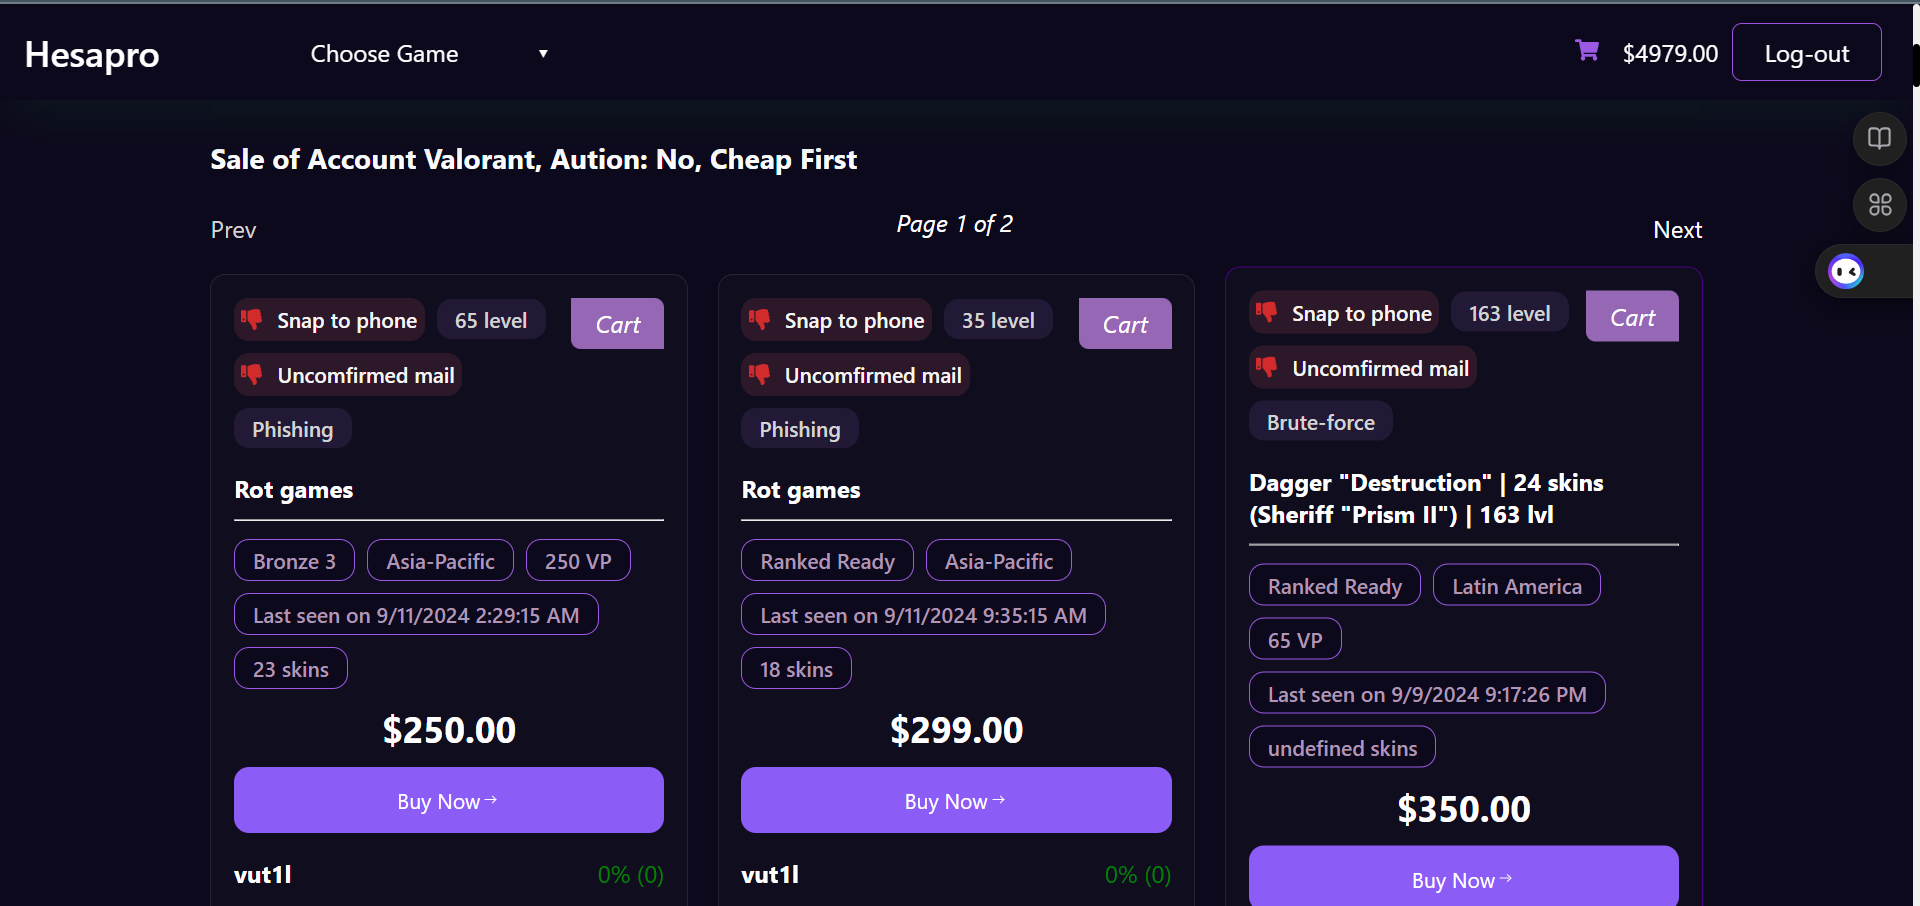 Hesapro
Choose Game
$4979.00
Log-out
Sale of Account Valorant, Aution: No, Cheap First
Prev
Page 1 of 2
Next
Snap to phone
65 level
Cart
Uncomfirmed mail
Phishing
Rot games
Bronze 3
Asia-Pacific
250 VP
Last seen on 9/11/2024 2:29:15 AM
23 skins
$250.00
Buy Now→
vut1l
0% (0)
Snap to phone
35 level
Cart
Uncomfirmed mail
Phishing
Rot games
Ranked Ready
Asia-Pacific
Last seen on 9/11/2024 9:35:15 AM
18 skins
$299.00
Buy Now→
vut1l
0% (0)
Snap to phone
163 level
Cart
Uncomfirmed mail
Brute-force
Dagger "Destruction" | 24 skins
(Sheriff "Prism II") | 163 lvl
Ranked Ready
Latin America
65 VP
Last seen on 9/9/2024 9:17:26 PM
undefined skins
$350.00
Buy Now→